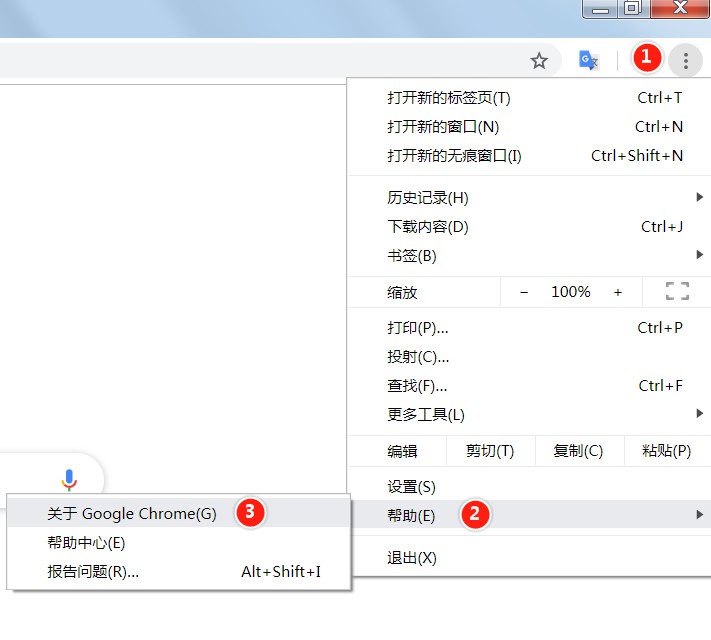 1
打开新的标签页(T) Ctrl+T
打开新的窗口(N) Ctrl+N
打开新的无痕窗口(I) Ctrl+Shift+N
历史记录(H)
下载内容(D) Ctrl+J
书签(B)
缩放 - 100% +
打印(P)... Ctrl+P
投射(C)...
查找(F)... Ctrl+F
更多工具(L)
编辑 剪切(T) 复制(C) 粘贴(P)
设置(S)
帮助(E) 2
关于 Google Chrome(G) 3
帮助中心(E)
报告问题(R)... Alt+Shift+I
退出(X)